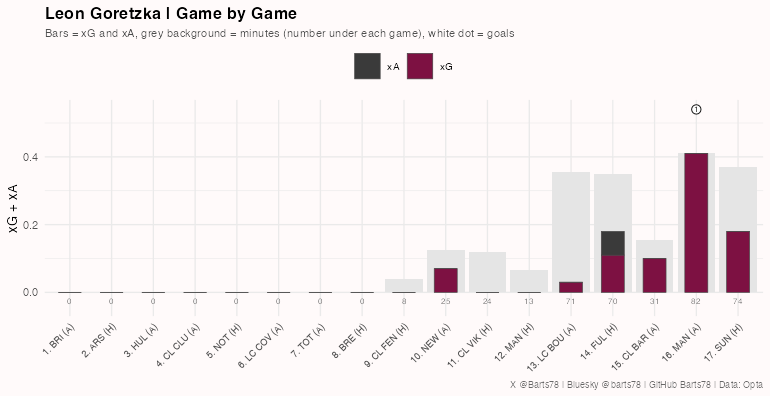 Leon Goretzka | Game by Game
Bars = xG and xA, grey background = minutes (number under each game), white dot = goals
xA xG
1
xG + xA
0.4
0.2
0.0
0 0 0 0 0 0 0 0 8 25 24 13 71 70 31 82 74
1. BRI (A)
2. ARS (H)
3. HUL (A)
4. CL CLU (A)
5. NOT (H)
6. LC COV (A)
7. TOT (A)
8. BRE (H)
9. CL FEN (H)
10. NEW (A)
11. CL VIK (H)
12. MAN (H)
13. LC BOU (A)
14. FUL (H)
15. CL BAR (A)
16. MAN (A)
17. SUN (H)
X @Barts78 | Bluesky @barts78 | GitHub Barts78 | Data: Opta